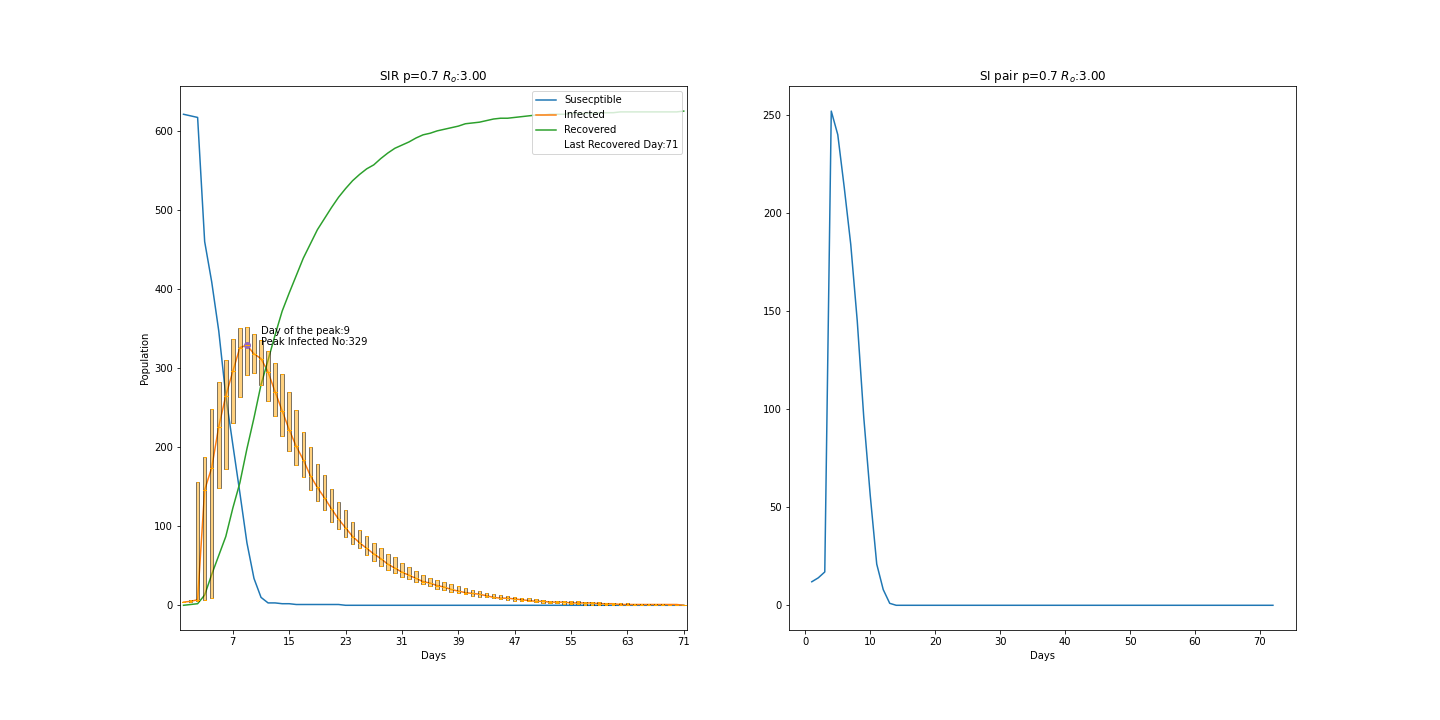 SIR p=0.7 Rₒ:3.00
Susecptible
Infected
Recovered
Last Recovered Day:71
Day of the peak:9
Peak Infected No:329
Population
600
500
400
300
200
100
0
7 15 23 31 39 47 55 63 71
Days
SI pair p=0.7 Rₒ:3.00
250
200
150
100
50
0
0 10 20 30 40 50 60 70
Days